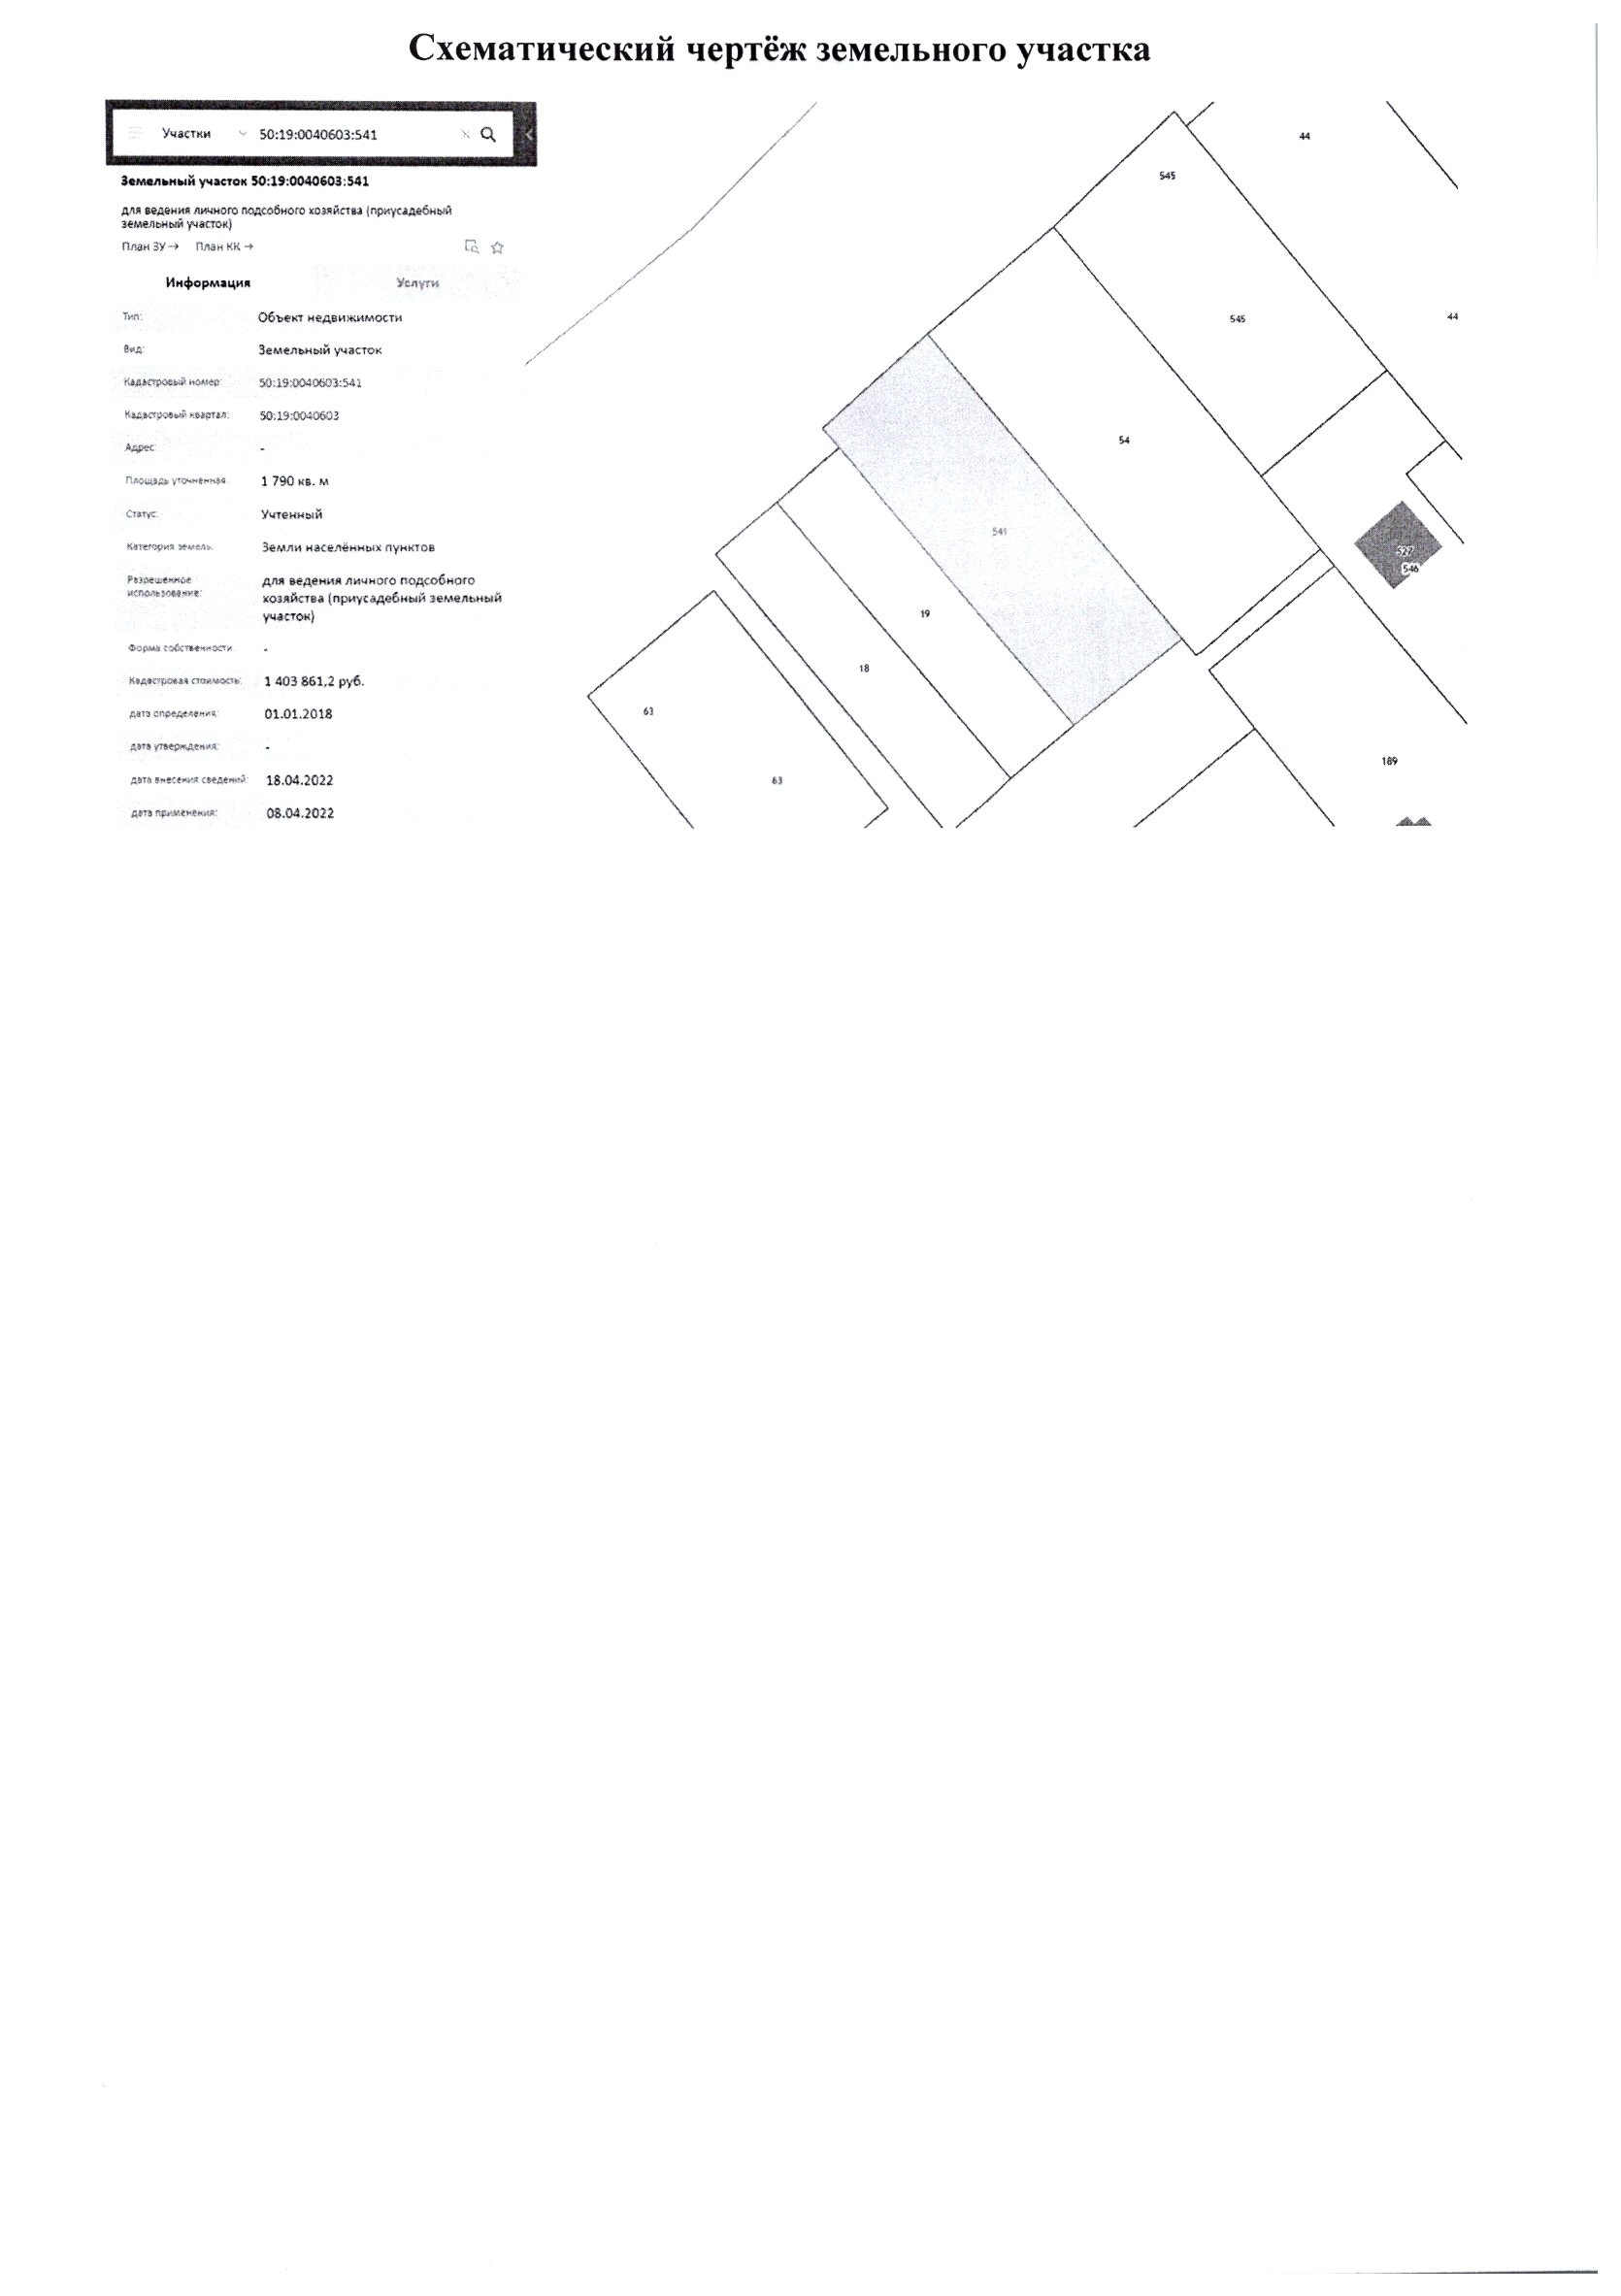 Схематический чертёж земельного участка
Участки 50:19:0040603:541
Земельный участок 50:19:0040603:541
для ведения личного подсобного хозяйства (приусадебный
земельный участок)
План ЗУ → План КК →
Информация Услуги
Тип: Объект недвижимости
Вид: Земельный участок
Кадастровый номер: 50:19:0040603:541
Кадастровый квартал: 50:19:0040603
Адрес: -
Площадь уточненная: 1 790 кв. м
Статус: Учтенный
Категория земель: Земли населённых пунктов
Разрешенное
использование:
для ведения личного подсобного
хозяйства (приусадебный земельный
участок)
Форма собственности: -
Кадастровая стоимость: 1 403 861,2 руб.
дата определения: 01.01.2018
дата утверждения: -
дата внесения сведений: 18.04.2022
дата применения: 08.04.2022
44
545
545
44
54
541
527
546
19
18
63
63
189